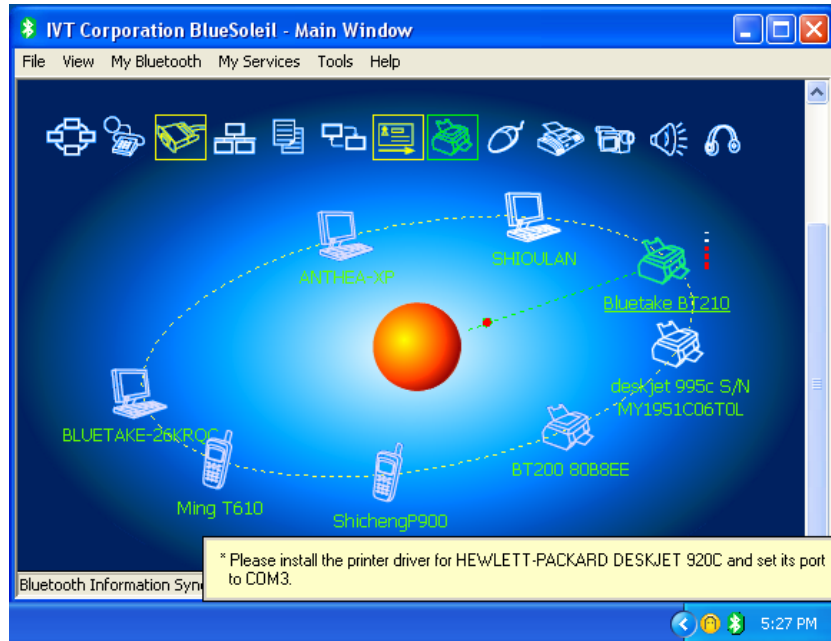 IVT Corporation BlueSoleil - Main Window
File View My Bluetooth My Services Tools Help
SHIOULAN
ANTHEA-XP
Bluetake BT210
deskjet 995c S/N
MY1951C06T0L
BLUETAKE-26KRQC
BT200 80B8EE
Ming T610
ShichengP900
* Please install the printer driver for HEWLETT-PACKARD DESKJET 920C and set its port
to COM3.
Bluetooth Information Syn
5:27 PM